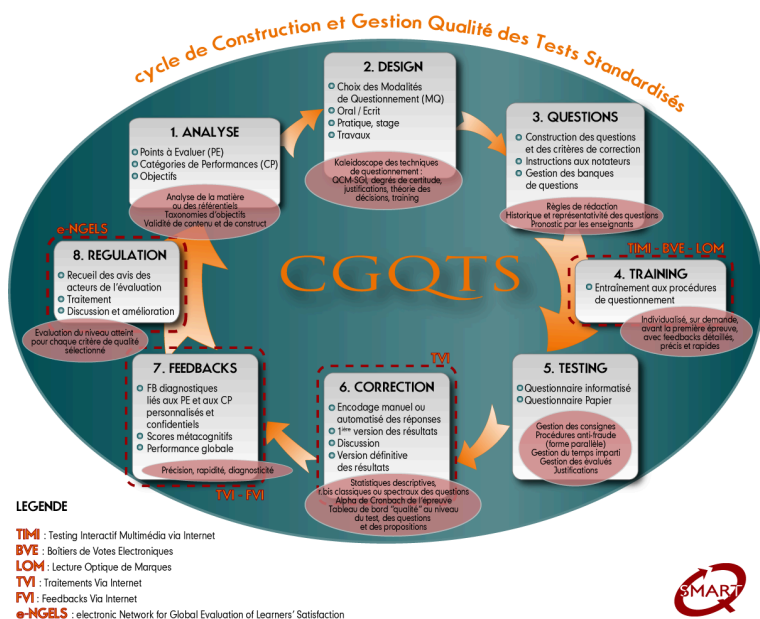 cycle de Construction et Gestion Qualité des Tests Standardisés
2. DESIGN
Choix des Modalités
de Questionnement (MQ)
Oral / Ecrit
Pratique, stage
Travaux
Kaleidoscope des techniques
de questionnement :
QCM-SGI, degrés de certitude,
justifications, théorie des
décisions, training
1. ANALYSE
Points à Evaluer (PE)
Catégories de Performances (CP)
Objectifs
Analyse de la matière
ou des référentiels
Taxonomies d'objectifs
Validité de contenu et de construct
3. QUESTIONS
Construction des questions
et des critères de correction
Instructions aux notateurs
Gestion des banques
de questions
Règles de rédaction
Historique et représentativité des questions
Pronostic par les enseignants
e-NGELS
8. REGULATION
Recueil des avis des
acteurs de l'évaluation
Traitement
Discussion et amélioration
Evaluation du niveau atteint
pour chaque critère de qualité
sélectionné
CGQTS
TIMI - BVE - LOM
4. TRAINING
Entraînement aux procédures
de questionnement
Individualisé, sur demande,
avant la première épreuve,
avec feedbacks détaillés,
précis et rapides
7. FEEDBACKS
FB diagnostiques
liés aux PE et aux CP
personnalisés et
confidentiels
Scores métacognitifs
Performance globale
Précision, rapidité, diagnosticité
TVI - FVI
TVI
6. CORRECTION
Encodage manuel ou
automatisé des réponses
1ière version des résultats
Discussion
Version définitive
des résultats
Statistiques descriptives,
r.bis classiques ou spectraux des questions
Alpha de Cronbach de l'épreuve
Tableau de bord "qualité" au niveau
du test, des questions
et des propositions
5. TESTING
Questionnaire informatisé
Questionnaire Papier
Gestion des consignes
Procédures anti-fraude
(forme parallèle)
Gestion du temps imparti
Gestion des évalués
Justifications
LEGENDE
TIMI : Testing Interactif Multimédia via Internet
BVE : Boîtiers de Votes Electroniques
LOM : Lecture Optique de Marques
TVI : Traitements Via Internet
FVI : Feedbacks Via Internet
e-NGELS : electronic Network for Global Evaluation of Learners' Satisfaction
SMART